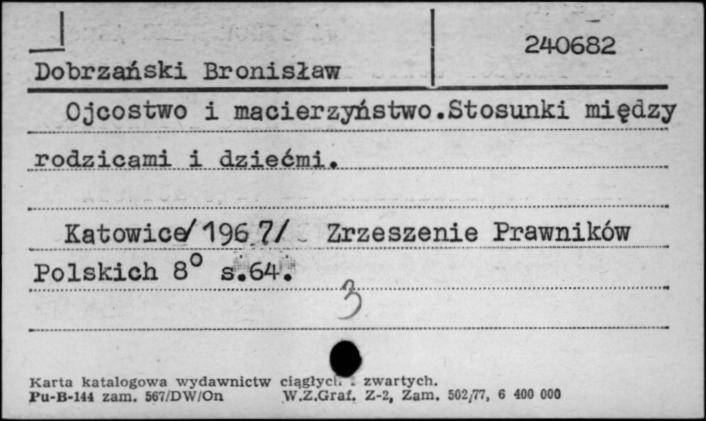 240682
Dobrzański Bronisław
Ojcostwo i macierzyństwo.Stosunki między
rodzicami i dziećmi.
Katowice/1967/ Zrzeszenie Prawników
Polskich 8° s.64.
3
Karta katalogowa wydawnictw ciągłych i zwartych.
Pu-B-144 zam. 567/DW/On W.Z.Graf. Z-2, Zam. 502/77, 6 400 000